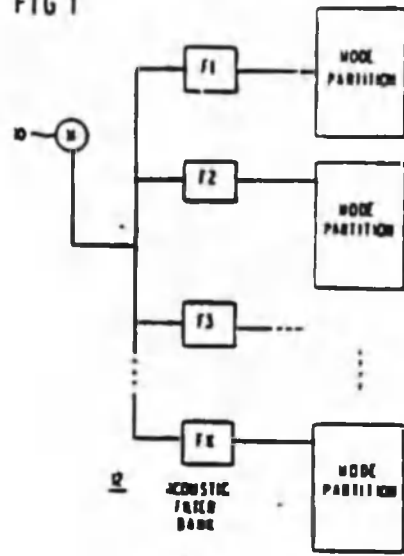 FIG 1
F1
MODE
PARTITION
10
M
F2
MODE
PARTITION
F3
FK
MODE
PARTITION
12
ACOUSTIC
FILTER
BANK